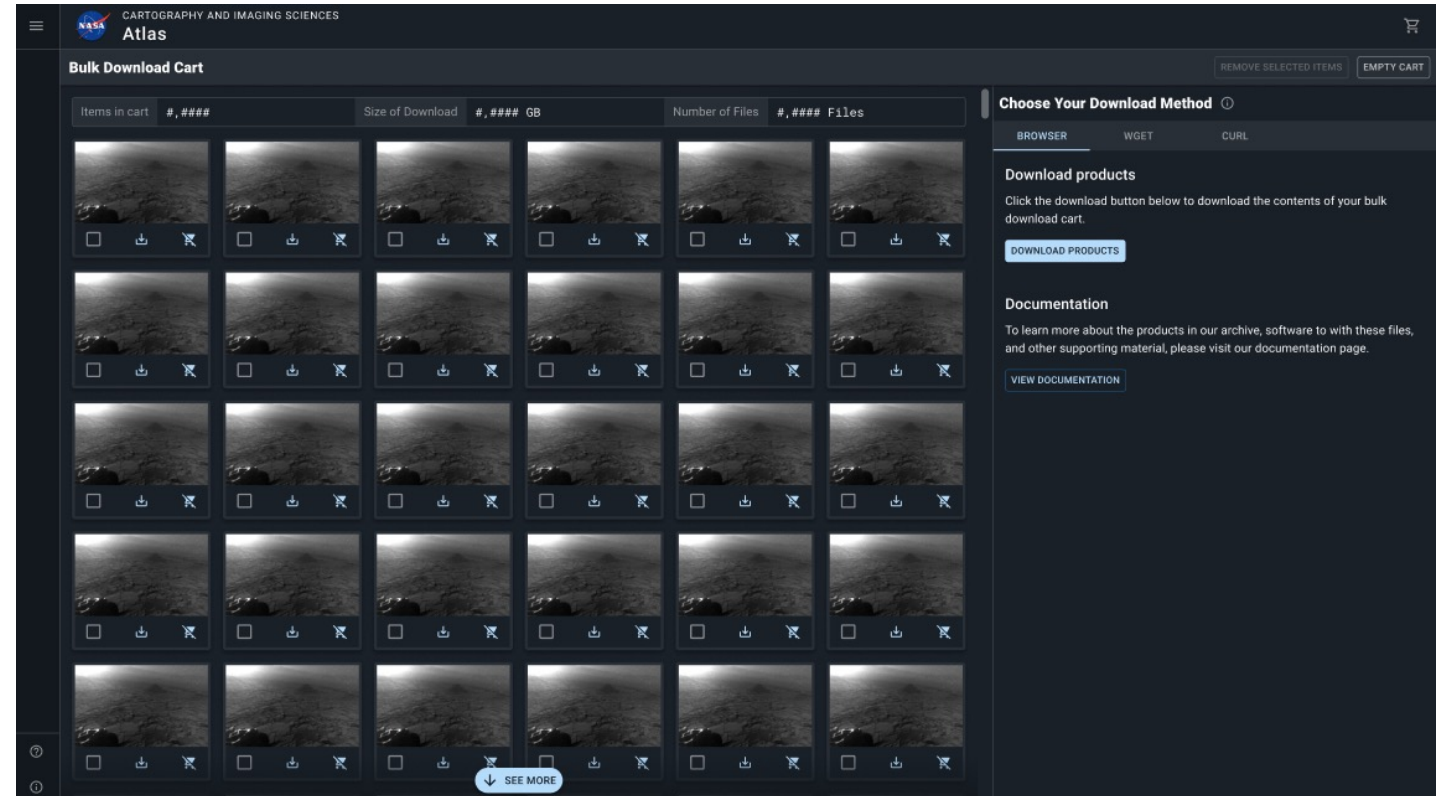 NASA
CARTOGRAPHY AND IMAGING SCIENCES
Atlas
Bulk Download Cart
REMOVE SELECTED ITEMS
EMPTY CART
Items in cart #,####
Size of Download #,#### GB
Number of Files #,#### Files
SEE MORE
Choose Your Download Method
BROWSER
WGET
CURL
Download products
Click the download button below to download the contents of your bulk
download cart.
DOWNLOAD PRODUCTS
Documentation
To learn more about the products in our archive, software to with these files,
and other supporting material, please visit our documentation page.
VIEW DOCUMENTATION